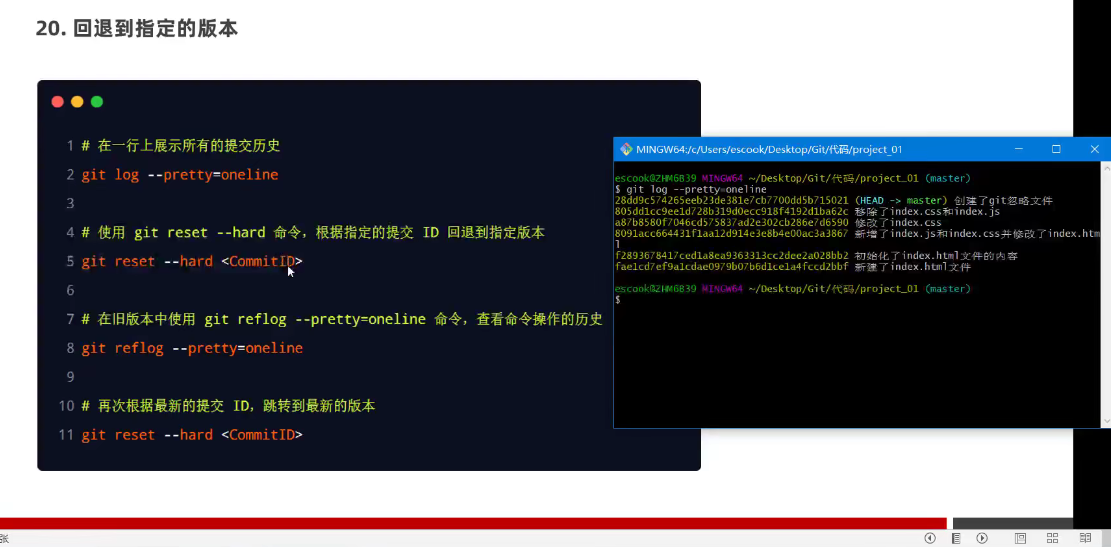 20. 回退到指定的版本
1 # 在一行上展示所有的提交历史
2 git log --pretty=oneline
3
4 # 使用 git reset --hard 命令，根据指定的提交 ID 回退到指定版本
5 git reset --hard <CommitID>
6
7 # 在旧版本中使用 git reflog --pretty=oneline 命令，查看命令操作的历史
8 git reflog --pretty=oneline
9
10 # 再次根据最新的提交 ID，跳转到最新的版本
11 git reset --hard <CommitID>
MINGW64:/c/Users/escook/Desktop/Git/代码/project_01
escook@ZHM6B39 MINGW64 ~/Desktop/Git/代码/project_01 (master)
$ git log --pretty=oneline
28dd9c574265eeb23de381e7cb7700dd5b715021 (HEAD -> master) 创建了git忽略文件
805dd1cc9ee1d728b319d0ecc918f4192d1ba62c 移除了index.css和index.js
a87b8580f7046cd575837ad2e302cb286e7d6590 修改了index.css
8091acc664431f1aa12d914e3e8b4e00ac3a3867 新增了index.js和index.css并修改了index.htm
l
f2893678417ced1a8ea9363313cc2dee2a028bb2 初始化了index.html文件的内容
fae1cd7ef9a1cdae0979b07b6d1ce1a4fccd2bbf 新建了index.html文件
escook@ZHM6B39 MINGW64 ~/Desktop/Git/代码/project_01 (master)
$
张